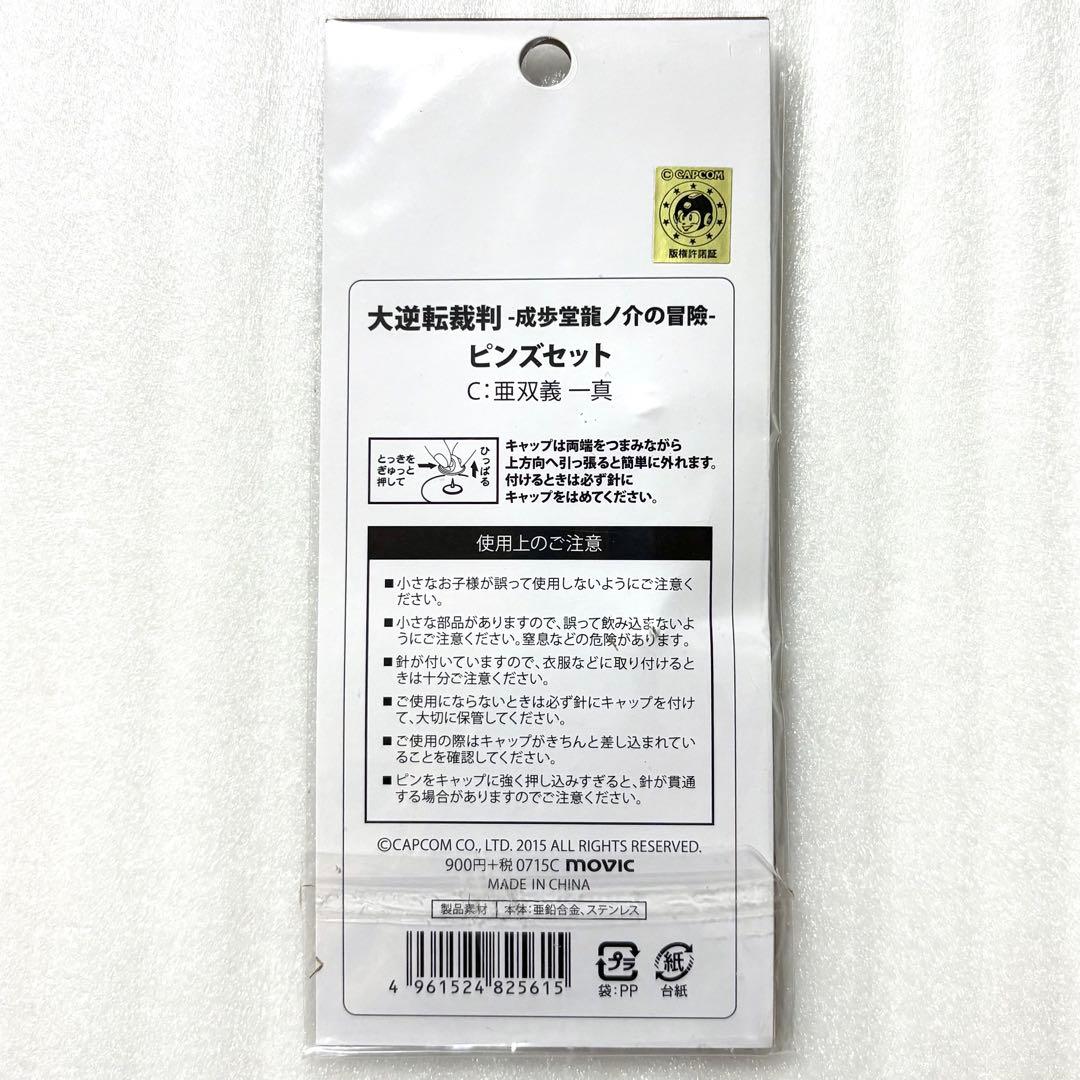 © CAPCOM
版権許諾証
大逆転裁判 -成歩堂龍ノ介の冒險-
ピンズセット
C：亜双義 一真
とっきを
ぎゅっと
押して
ひっぱる
キャップは両端をつまみながら
上方向へ引っ張ると簡単に外れます。
付けるときは必ず針に
キャップをはめてください。
使用上のご注意
■小さなお子様が誤って使用しないようにご注意く
ださい。
■小さな部品がありますので、誤って飲み込まないよ
うにご注意ください。窒息などの危険があります。
■針が付いていますので、衣服などに取り付けると
きは十分ご注意ください。
■ご使用にならないときは必ず針にキャップを付け
て、大切に保管してください。
■ご使用の際はキャップがきちんと差し込まれてい
ることを確認してください。
■ピンをキャップに強く押し込みすぎると、針が貫通
する場合がありますのでご注意ください。
©CAPCOM CO., LTD. 2015 ALL RIGHTS RESERVED.
900円+税 0715C movic
MADE IN CHINA
製品素材 本体：亜鉛合金、ステンレス
4 961524 825615
プラ
袋：PP
紙
台紙